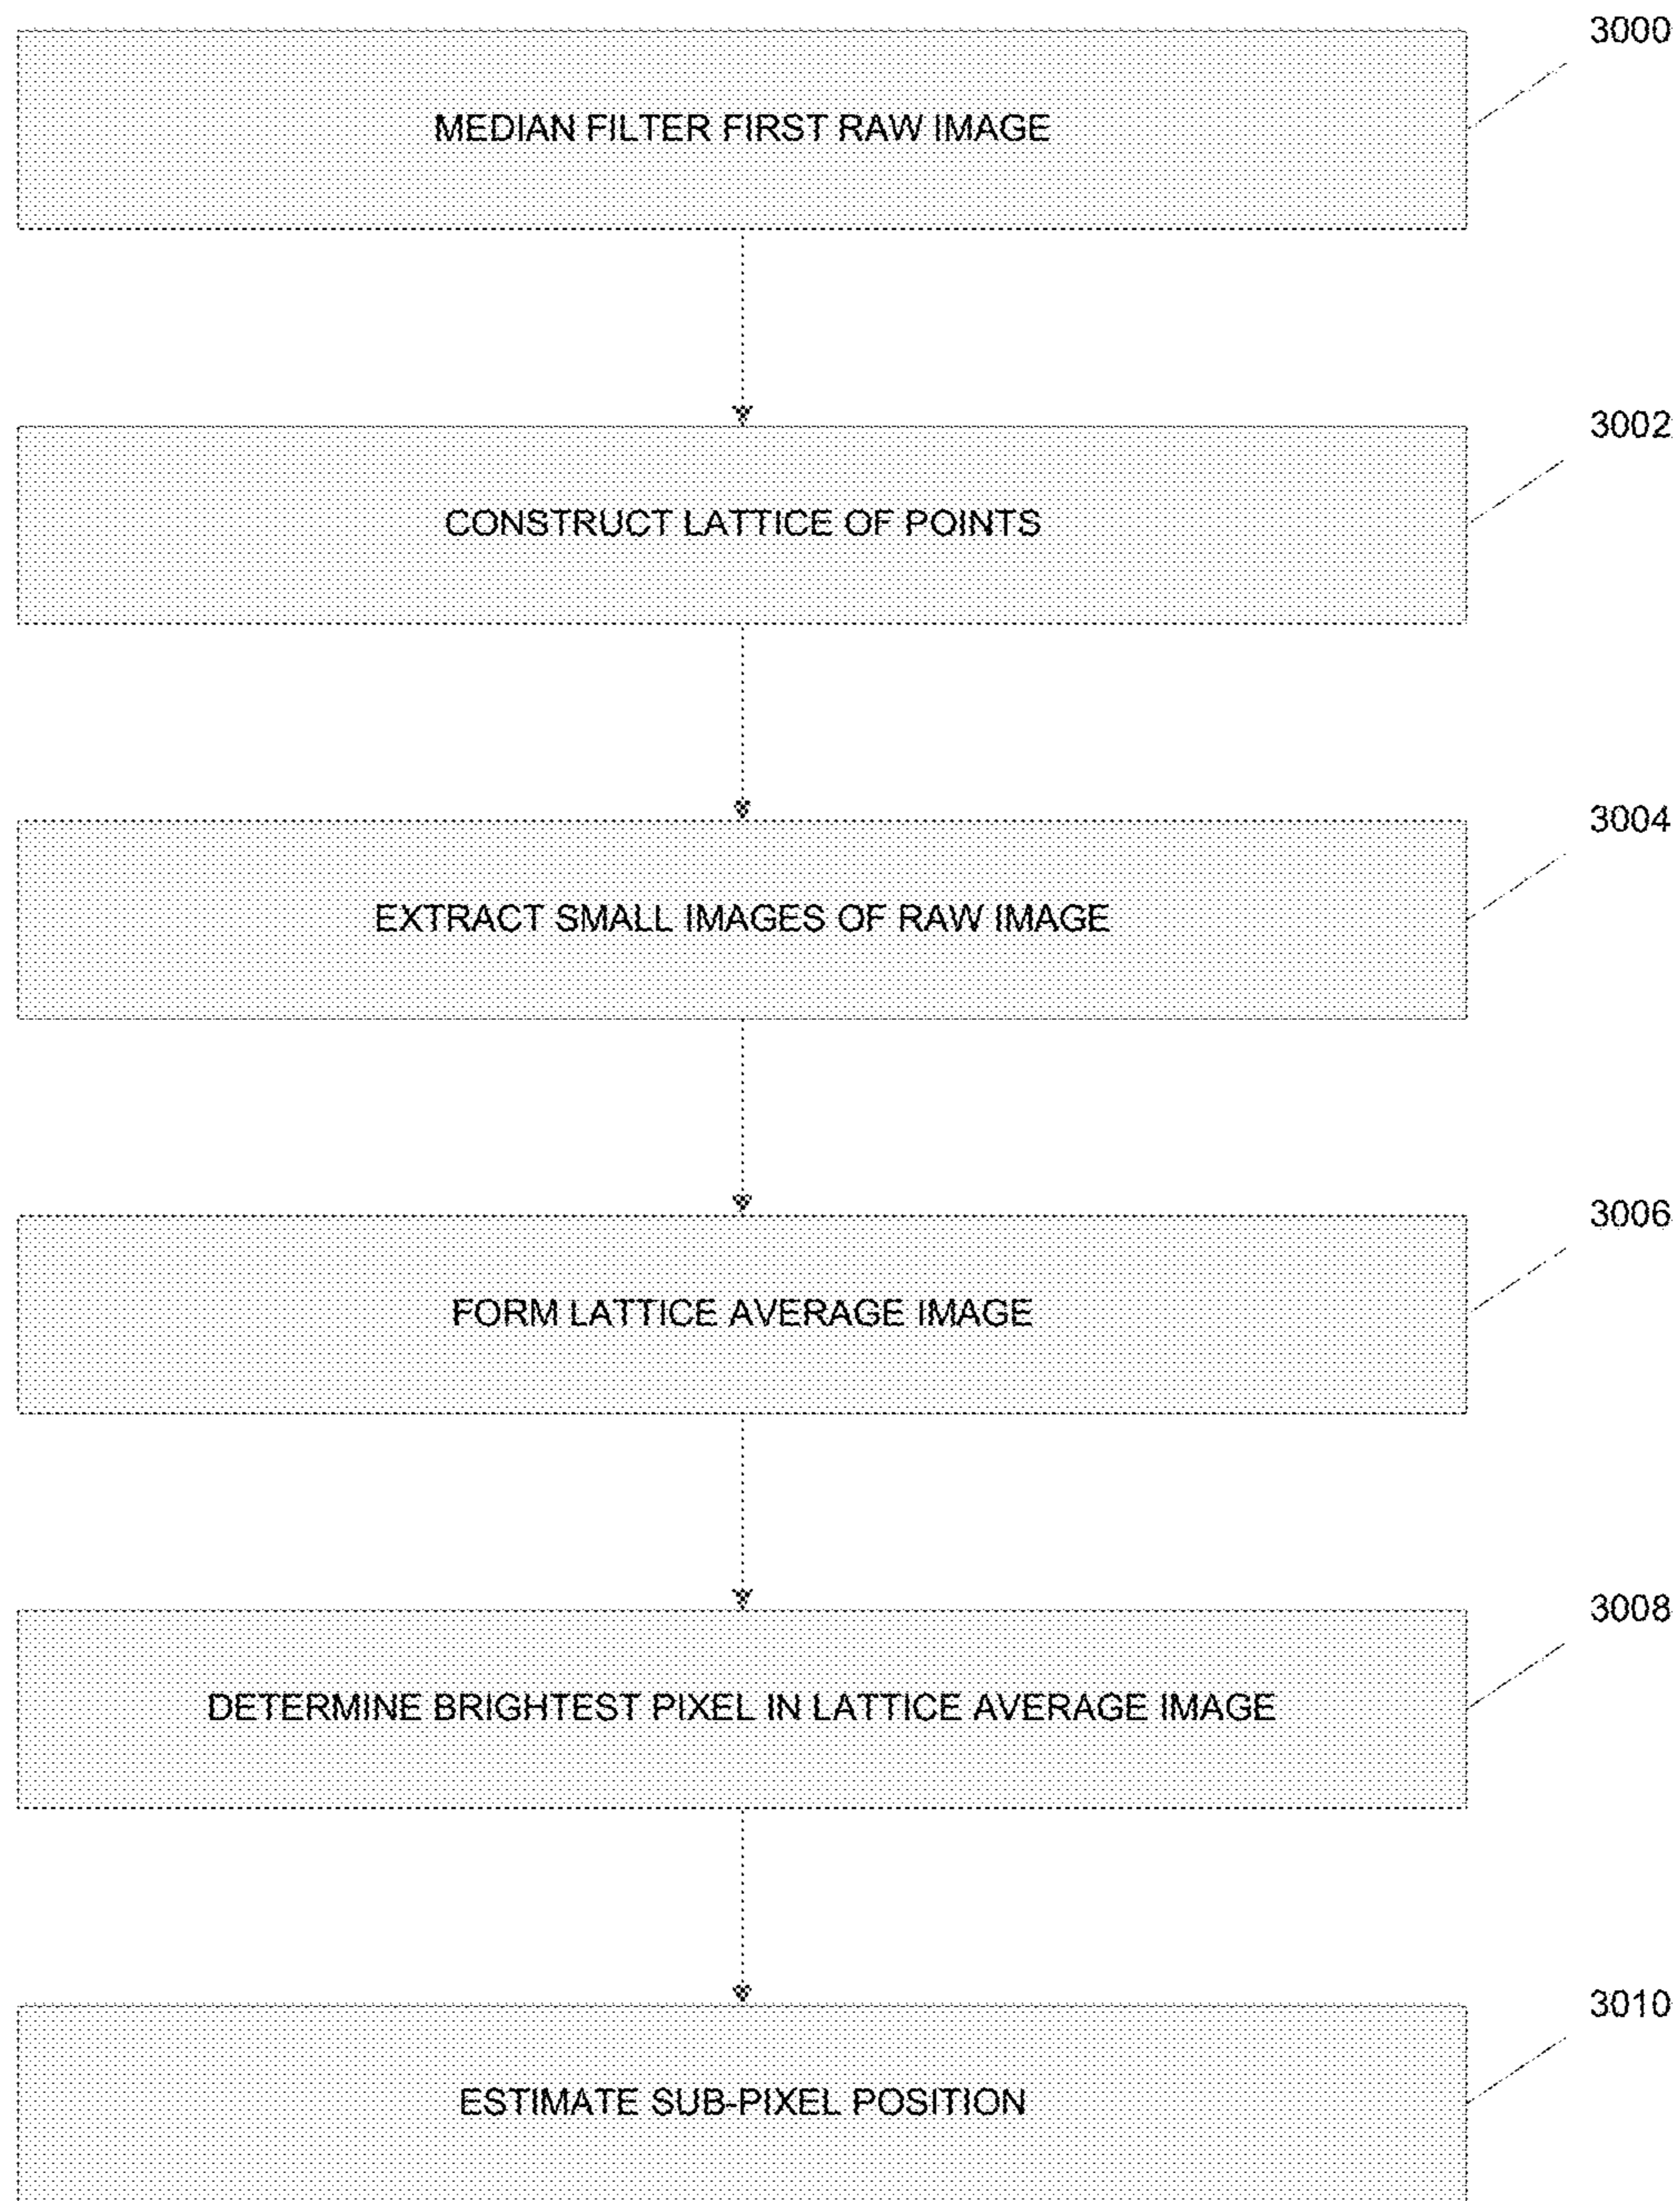 3000
MEDIAN FILTER FIRST RAW IMAGE
3002
CONSTRUCT LATTICE OF POINTS
3004
EXTRACT SMALL IMAGES OF RAW IMAGE
3006
FORM LATTICE AVERAGE IMAGE
3008
DETERMINE BRIGHTEST PIXEL IN LATTICE AVERAGE IMAGE
3010
ESTIMATE SUB-PIXEL POSITION